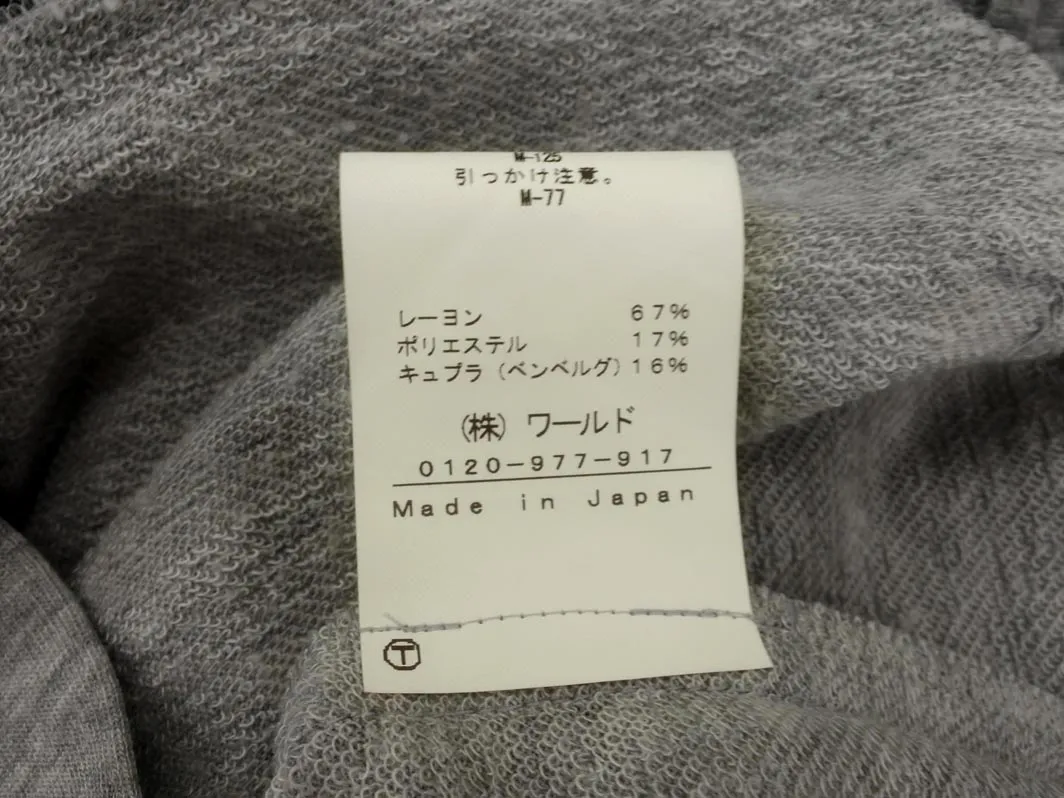 M-125
引っかけ注意。
M-77
レーヨン 67%
ポリエステル 17%
キュプラ（ベンベルグ）16%
（株）ワールド
0120-977-917
Made in Japan
T